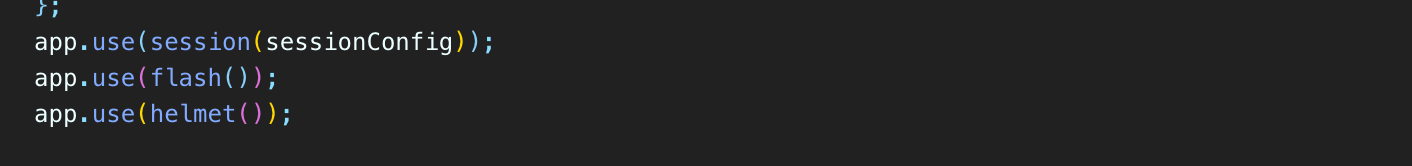 };
app.use(session(sessionConfig));
app.use(flash());
app.use(helmet());